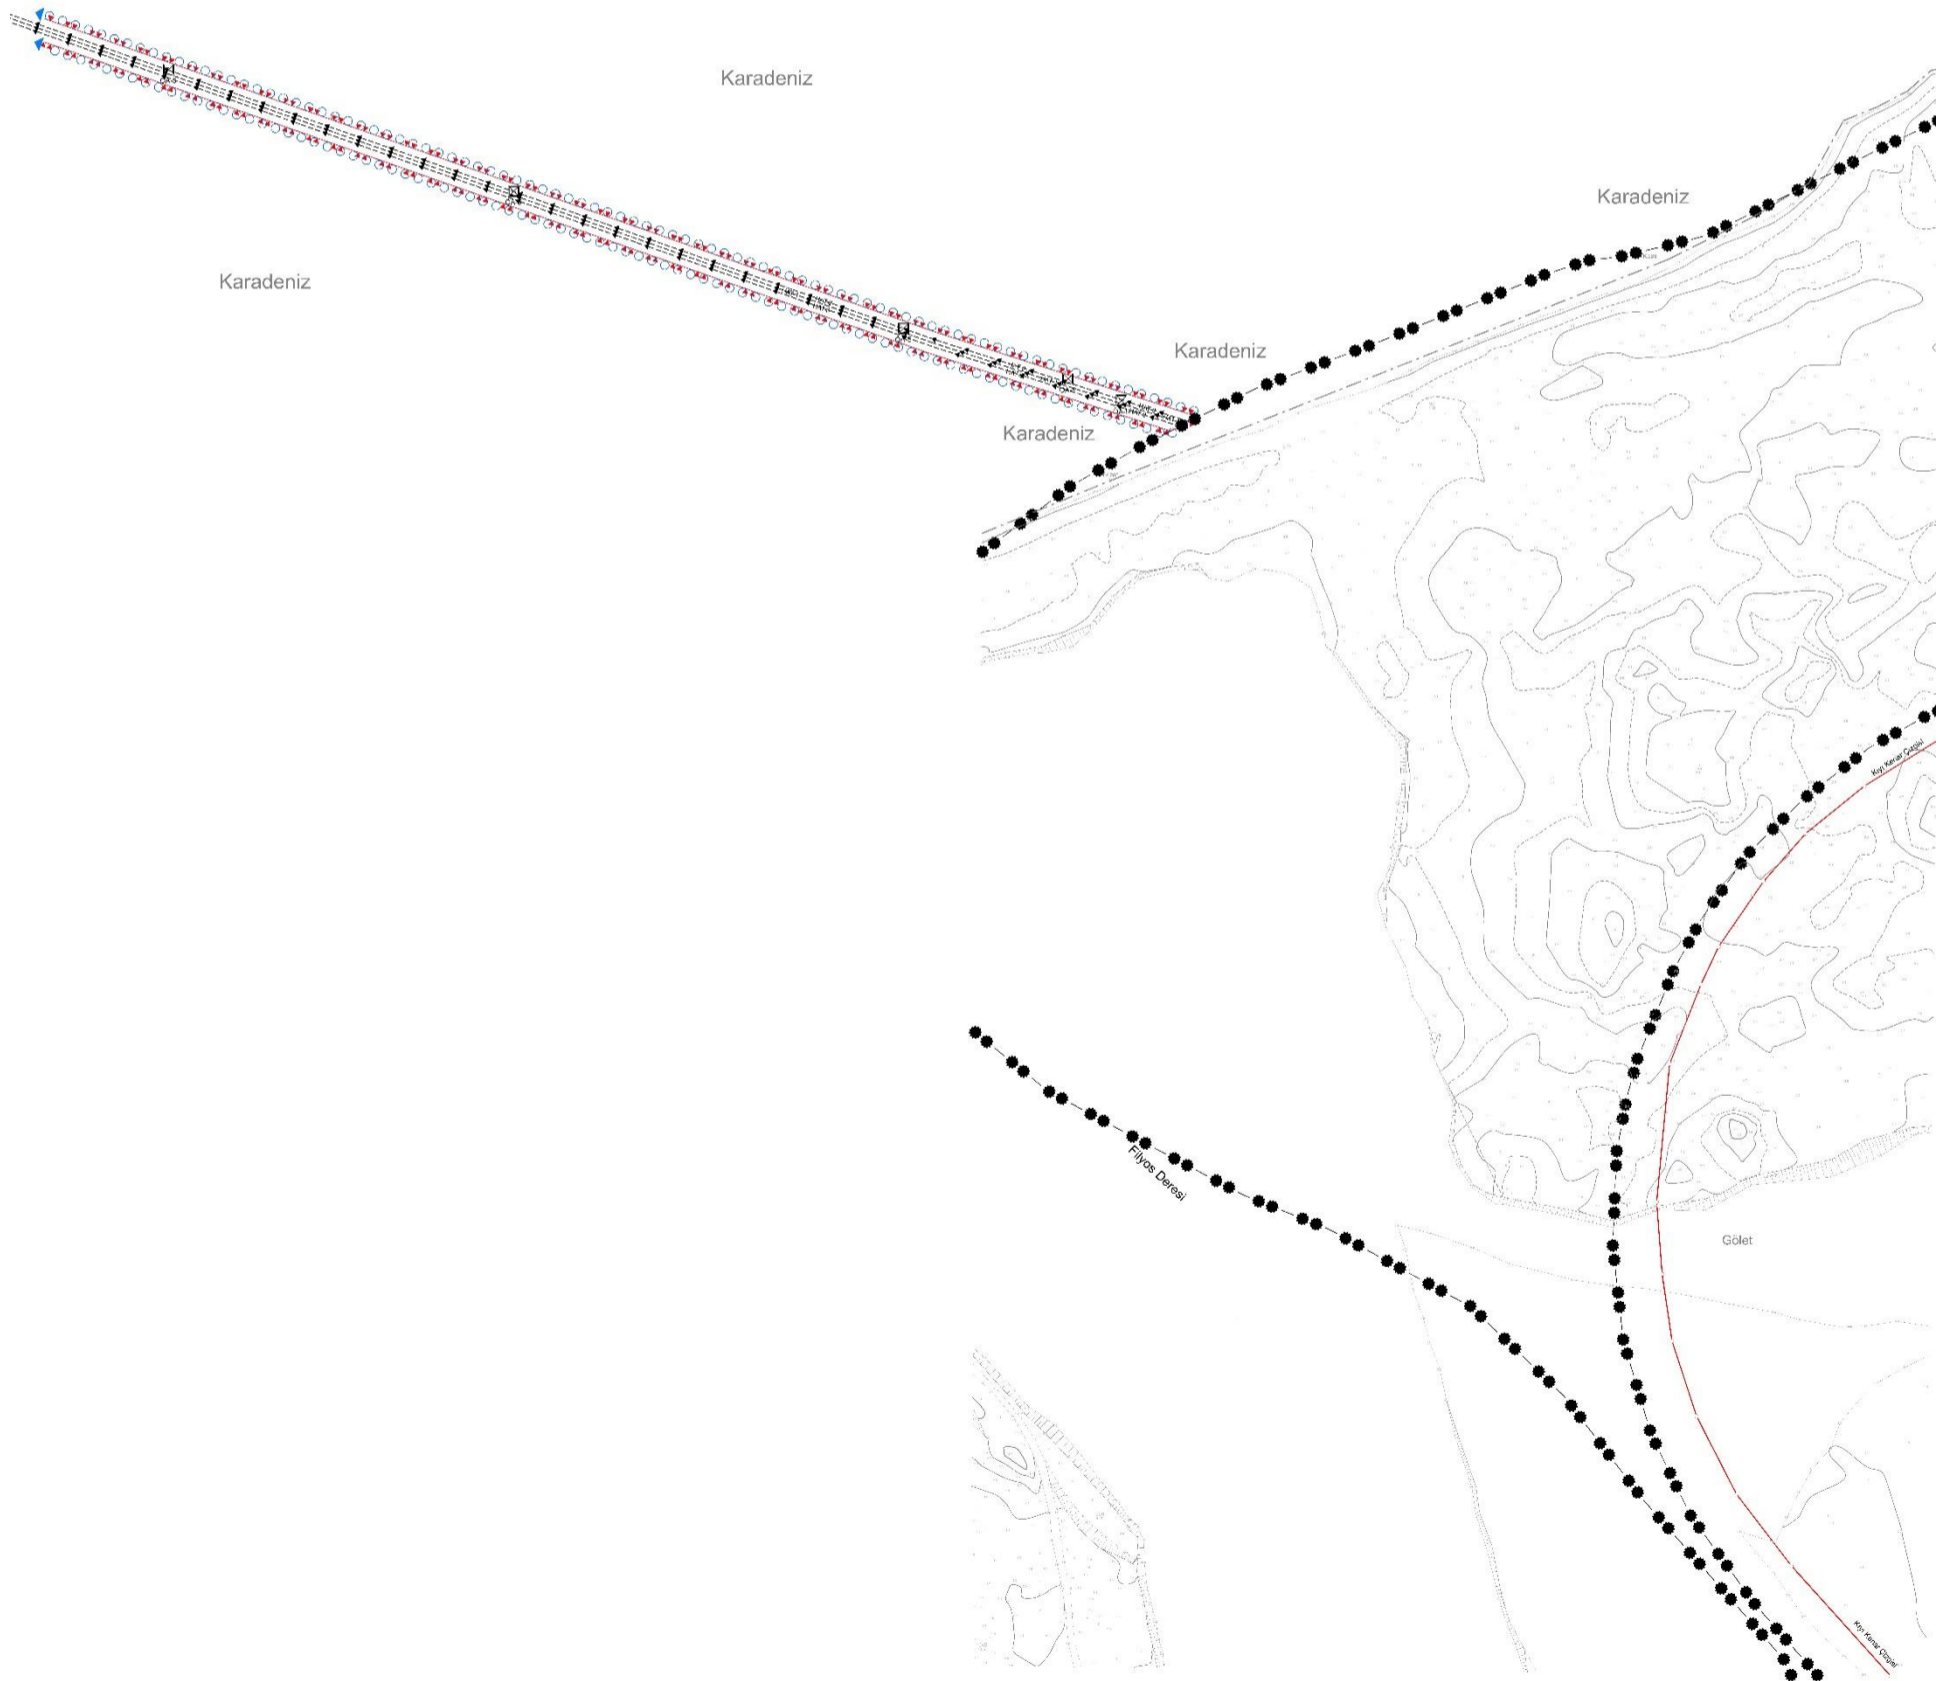 Karadeniz
Karadeniz
Karadeniz
Karadeniz
Karadeniz
Kıyı Kenar Çizgisi
Filyos Deresi
Gölet
Kıyı Kenar Çizgisi